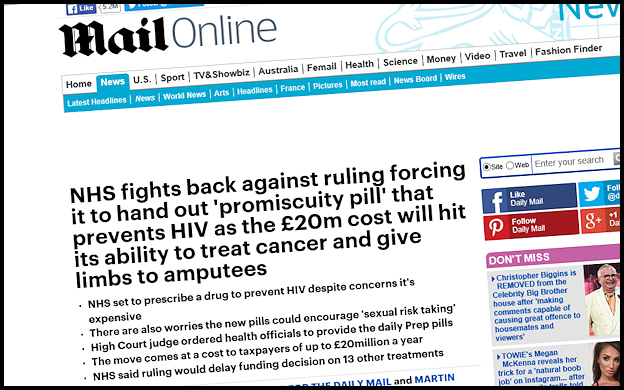 Like 5.2M
Mail Online
New
Home News U.S. Sport TV&Showbiz Australia Femail Health Science Money Video Travel Fashion Finder
Latest Headlines News World News Arts Headlines France Pictures Most read News Board Wires
NHS fights back against ruling forcing
it to hand out 'promiscuity pill' that
prevents HIV as the £20m cost will hit
its ability to treat cancer and give
limbs to amputees
• NHS set to prescribe a drug to prevent HIV despite concerns it's
expensive
• There are also worries the new pills could encourage 'sexual risk taking'
• High Court judge ordered health officials to provide the daily Prep pills
• The move comes at a cost to taxpayers of up to £20million a year
• NHS said ruling would delay funding decision on 13 other treatments
FOR THE DAILY MAIL and MARTIN
Site Web Enter your search
Like
Daily Mail
Follow
Daily Mail
+1
DON'T MISS
Christopher Biggins is
REMOVED from the
Celebrity Big Brother
house after 'making
comments capable of
causing great offence to
housemates and
viewers'
TOWIE's Megan
McKenna reveals her
trick for a 'natural boob
job' on Instagram... after